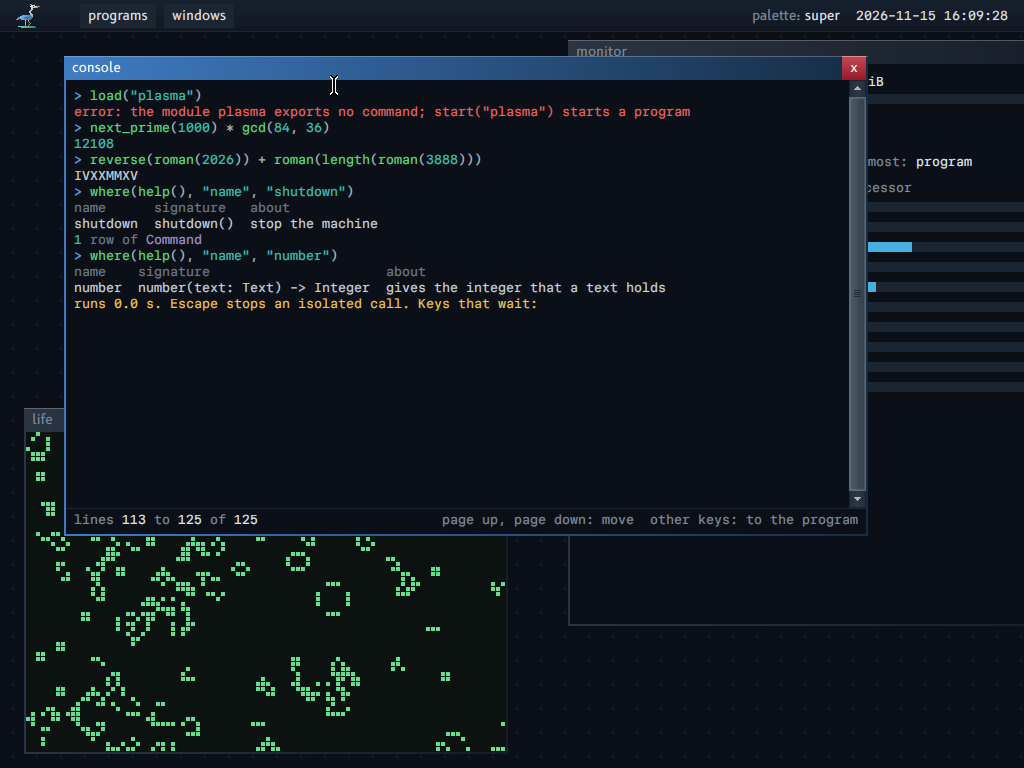 programs windows palette: super 2026-11-15 16:09:28
monitor
console x
iB
> load("plasma")
error: the module plasma exports no command; start("plasma") starts a program
> next_prime(1000) * gcd(84, 36)
12108
> reverse(roman(2026)) + roman(length(roman(3888)))
most: program
IVXXMMXV
cessor
> where(help(), "name", "shutdown")
name signature about
shutdown shutdown() stop the machine
1 row of Command
> where(help(), "name", "number")
name signature about
number number(text: Text) -> Integer gives the integer that a text holds
runs 0.0 s. Escape stops an isolated call. Keys that wait:
life
lines 113 to 125 of 125 page up, page down: move other keys: to the program